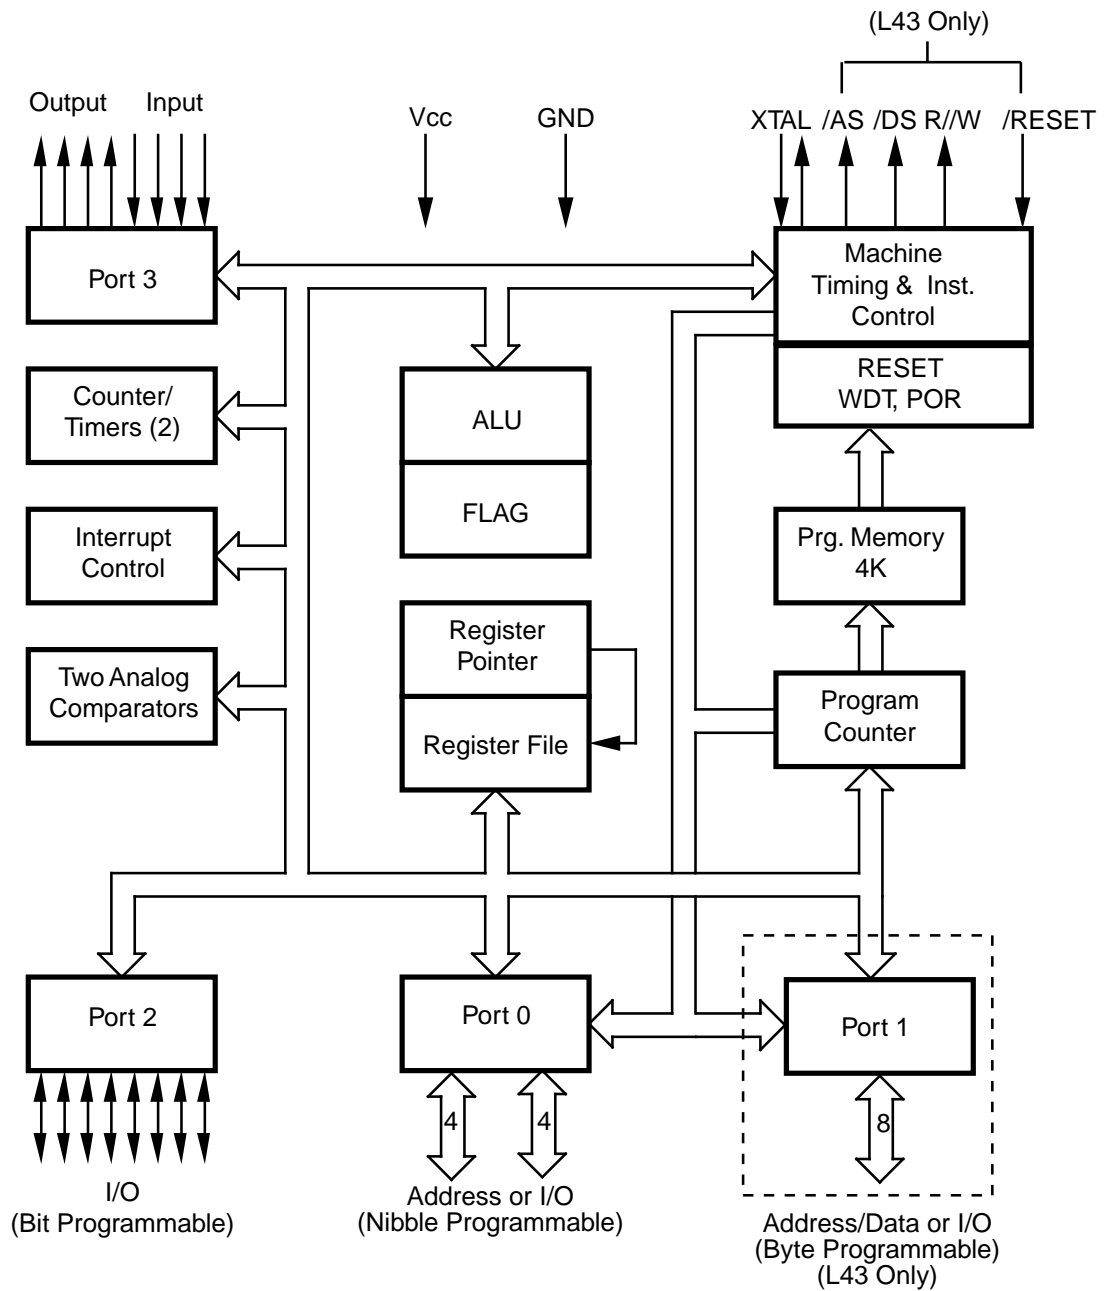 (L43 Only)
Output Input
Vcc GND
XTAL /AS /DS R//W /RESET
Port 3
Machine
Timing & Inst.
Control
RESET
WDT, POR
Counter/
Timers (2)
ALU
FLAG
Interrupt
Control
Prg. Memory
4K
Register
Pointer
Register File
Two Analog
Comparators
Program
Counter
Port 2
Port 0
Port 1
4 4 8
I/O
(Bit Programmable)
Address or I/O
(Nibble Programmable)
Address/Data or I/O
(Byte Programmable)
(L43 Only)